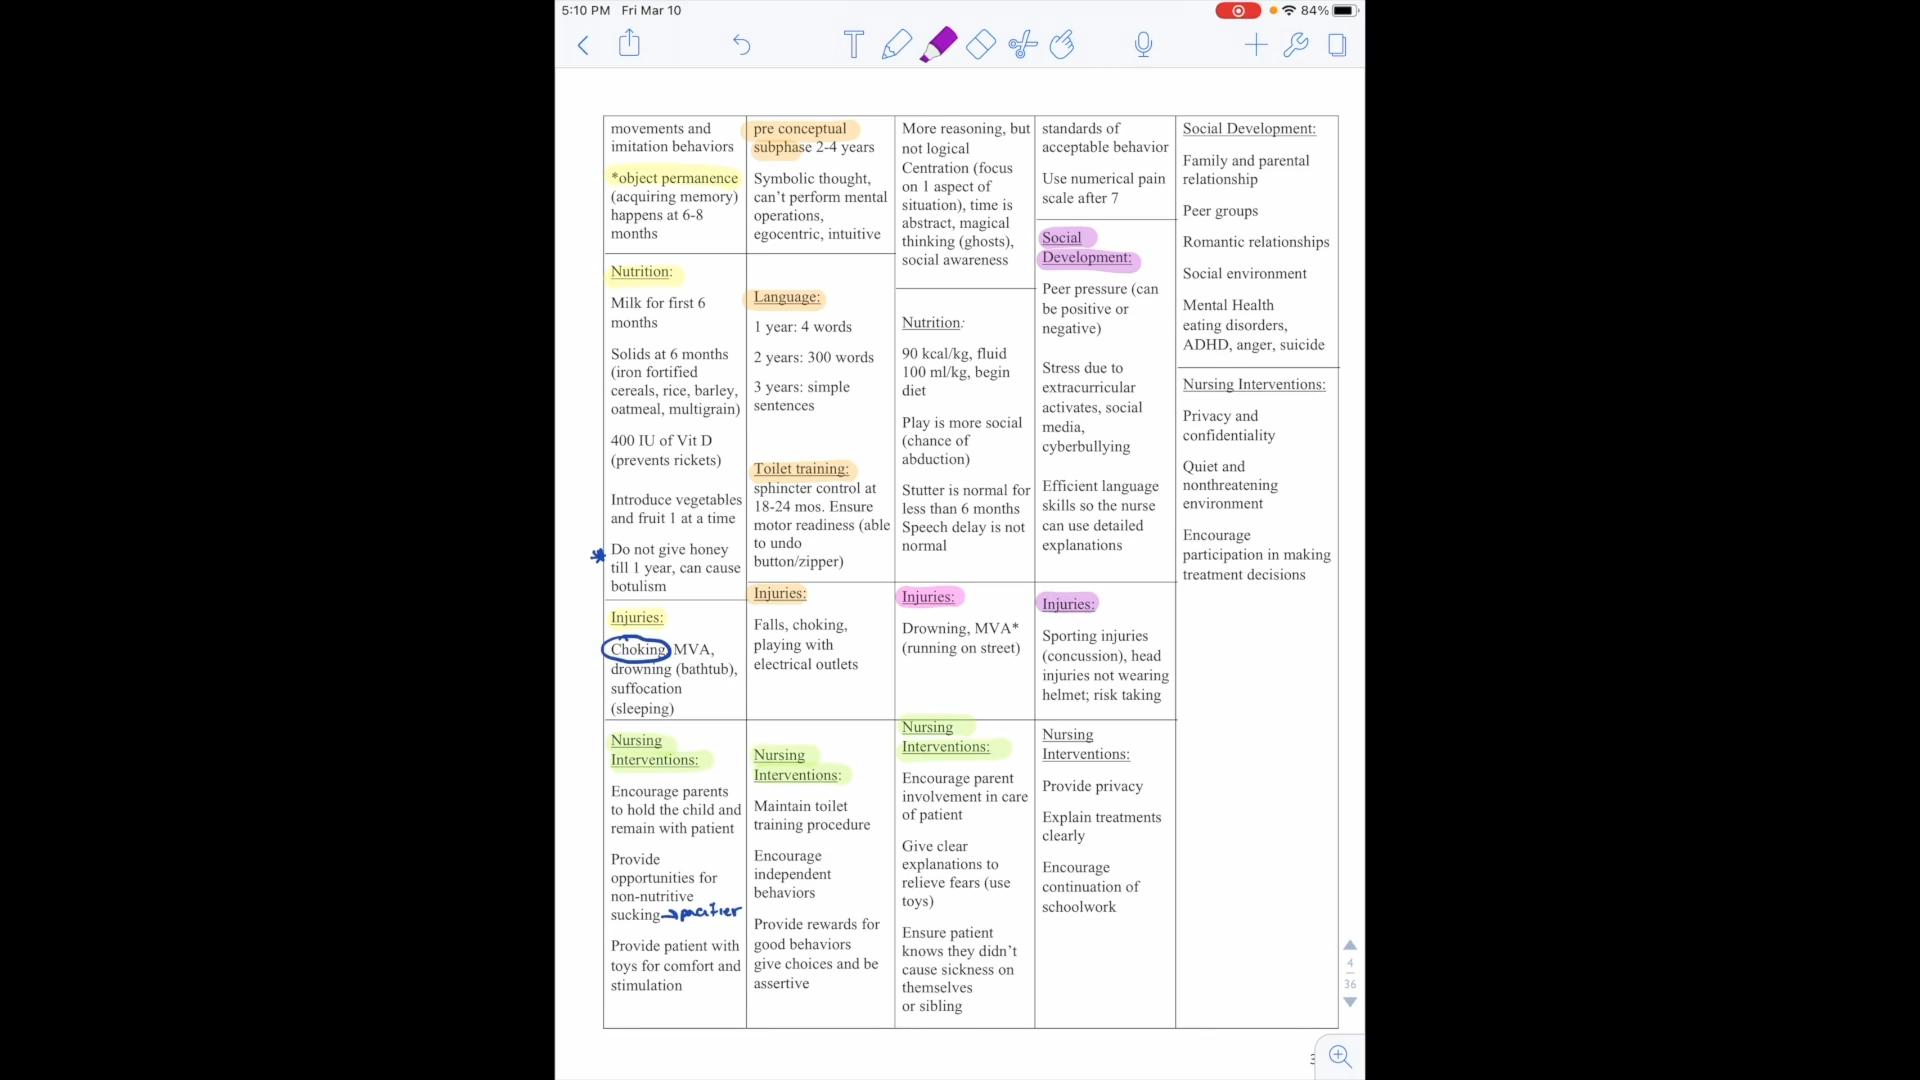 5:10 PM Fri Mar 10
84%
movements and
imitation behaviors
*object permanence
(acquiring memory)
happens at 6-8
months
Nutrition:
Milk for first 6
months
Solids at 6 months
(iron fortified
cereals, rice, barley,
oatmeal, multigrain)
400 IU of Vit D
(prevents rickets)
Introduce vegetables
and fruit 1 at a time
* Do not give honey
till 1 year, can cause
botulism
Injuries:
Choking, MVA,
drowning (bathtub),
suffocation
(sleeping)
Nursing
Interventions:
Encourage parents
to hold the child and
remain with patient
Provide
opportunities for
non-nutritive
sucking → pacifier
Provide patient with
toys for comfort and
stimulation
pre conceptual
subphase 2-4 years
Symbolic thought,
can't perform mental
operations,
egocentric, intuitive
Language:
1 year: 4 words
2 years: 300 words
3 years: simple
sentences
Toilet training:
sphincter control at
18-24 mos. Ensure
motor readiness (able
to undo
button/zipper)
Injuries:
Falls, choking,
playing with
electrical outlets
Nursing
Interventions:
Maintain toilet
training procedure
Encourage
independent
behaviors
Provide rewards for
good behaviors
give choices and be
assertive
More reasoning, but
not logical
Centration (focus
on 1 aspect of
situation), time is
abstract, magical
thinking (ghosts),
social awareness
Nutrition:
90 kcal/kg, fluid
100 ml/kg, begin
diet
Play is more social
(chance of
abduction)
Stutter is normal for
less than 6 months
Speech delay is not
normal
Injuries:
Drowning, MVA*
(running on street)
Nursing
Interventions:
Encourage parent
involvement in care
of patient
Give clear
explanations to
relieve fears (use
toys)
Ensure patient
knows they didn't
cause sickness on
themselves
or sibling
standards of
acceptable behavior
Use numerical pain
scale after 7
Social
Development:
Peer pressure (can
be positive or
negative)
Stress due to
extracurricular
activates, social
media,
cyberbullying
Efficient language
skills so the nurse
can use detailed
explanations
Injuries:
Sporting injuries
(concussion), head
injuries not wearing
helmet; risk taking
Nursing
Interventions:
Provide privacy
Explain treatments
clearly
Encourage
continuation of
schoolwork
Social Development:
Family and parental
relationship
Peer groups
Romantic relationships
Social environment
Mental Health
eating disorders,
ADHD, anger, suicide
Nursing Interventions:
Privacy and
confidentiality
Quiet and
nonthreatening
environment
Encourage
participation in making
treatment decisions
4
36